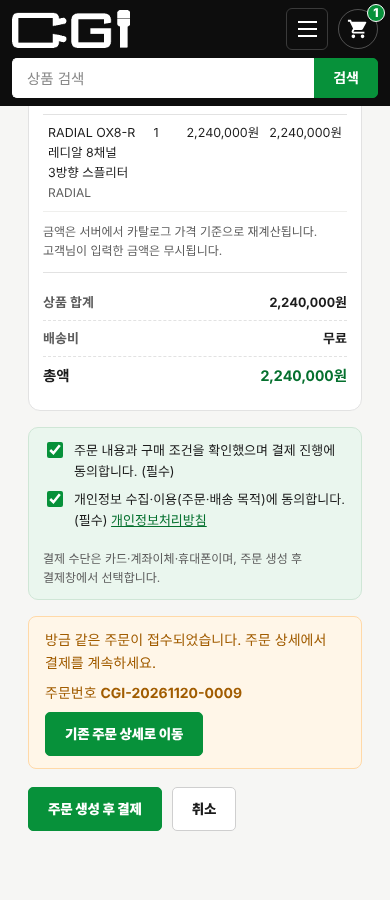 CGI
1
상품 검색
검색
RADIAL OX8-R 1 2,240,000원 2,240,000원
레디알 8채널
3방향 스플리터
RADIAL
금액은 서버에서 카탈로그 가격 기준으로 재계산됩니다.
고객님이 입력한 금액은 무시됩니다.
상품 합계 2,240,000원
배송비 무료
총액 2,240,000원
주문 내용과 구매 조건을 확인했으며 결제 진행에
동의합니다. (필수)
개인정보 수집·이용(주문·배송 목적)에 동의합니다.
(필수) 개인정보처리방침
결제 수단은 카드·계좌이체·휴대폰이며, 주문 생성 후
결제창에서 선택합니다.
방금 같은 주문이 접수되었습니다. 주문 상세에서
결제를 계속하세요.
주문번호 CGI-20261120-0009
기존 주문 상세로 이동
주문 생성 후 결제 취소